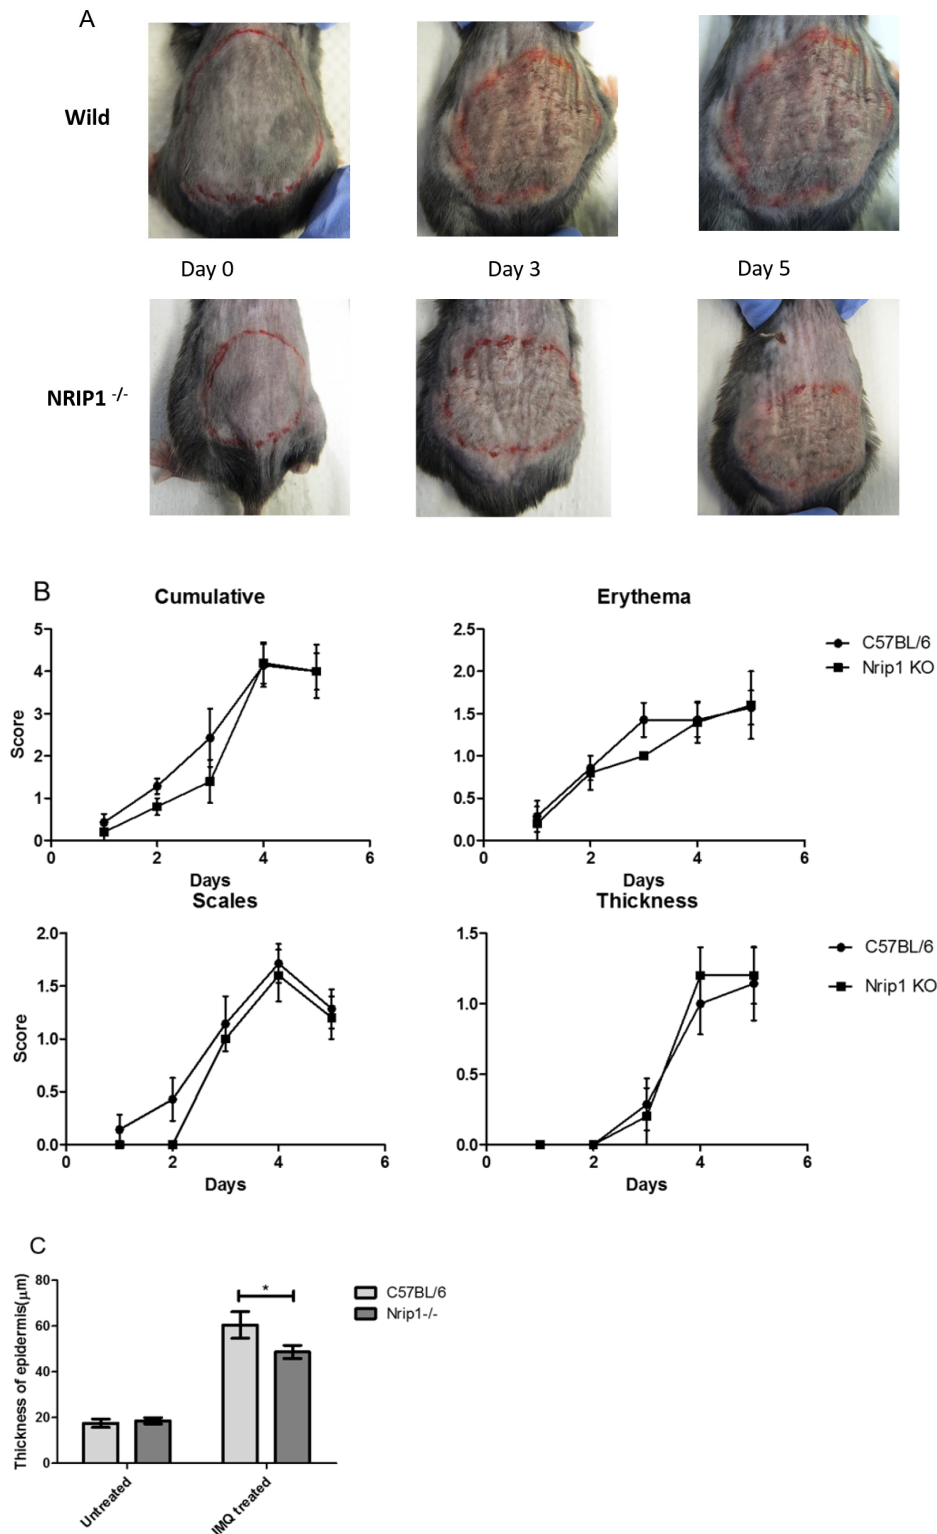 A
Wild
Day 0
Day 3
Day 5
NRIP1 -/-
B
Cumulative
5
4
3
2
1
0
Score
0
2
4
6
Days
Erythema
2.5
2.0
1.5
1.0
0.5
0.0
0
2
4
6
Days
C57BL/6
Nrip1 KO
Scales
2.0
1.5
1.0
0.5
0.0
Score
0
2
4
6
Days
Thickness
1.5
1.0
0.5
0.0
0
2
4
6
Days
C57BL/6
Nrip1 KO
C
80
60
40
20
0
Thickness of epidermis(μm)
*
C57BL/6
Nrip1-/-
Untreated
IMQ treated